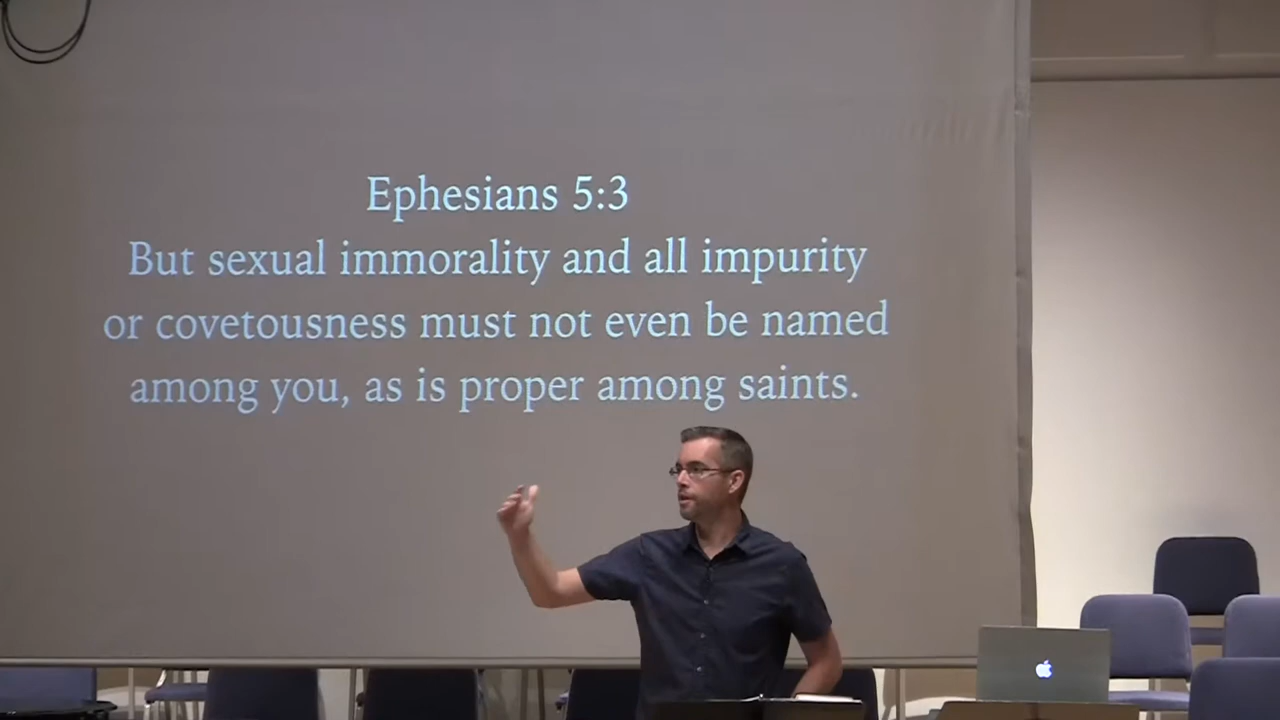 Ephesians 5:3
But sexual immorality and all impurity
or covetousness must not even be named
among you, as is proper among saints.